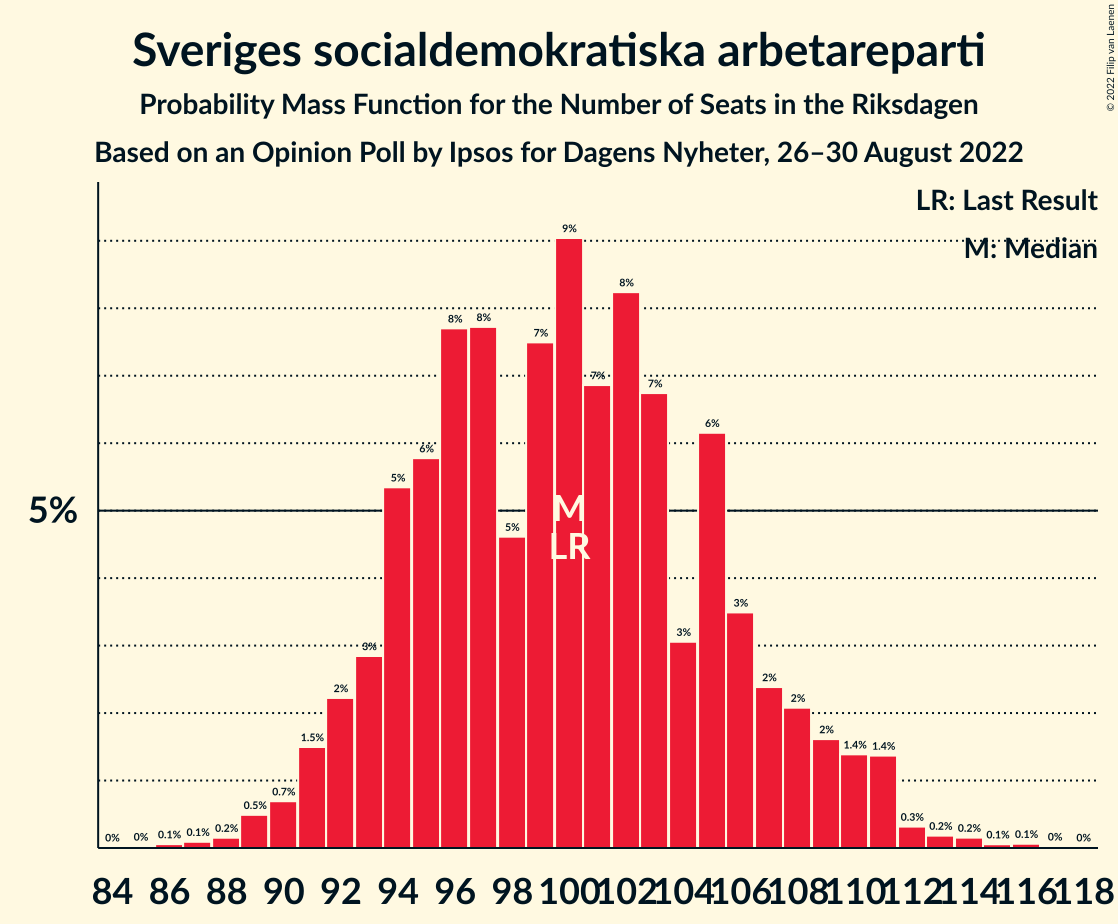 Sveriges socialdemokratiska arbetareparti
Probability Mass Function for the Number of Seats in the Riksdagen
Based on an Opinion Poll by Ipsos for Dagens Nyheter, 26–30 August 2022
© 2022 Filip van Laenen
LR: Last Result
M: Median
5%
0% 0% 0.1% 0.1% 0.2% 0.5% 0.7% 1.5% 2% 3% 5% 6% 8% 8% 5% 7% 9% 7% 8% 7% 3% 6% 3% 2% 2% 2% 1.4% 1.4% 0.3% 0.2% 0.2% 0.1% 0.1% 0% 0%
M
LR
84 86 88 90 92 94 96 98 100 102 104 106 108 110 112 114 116 118